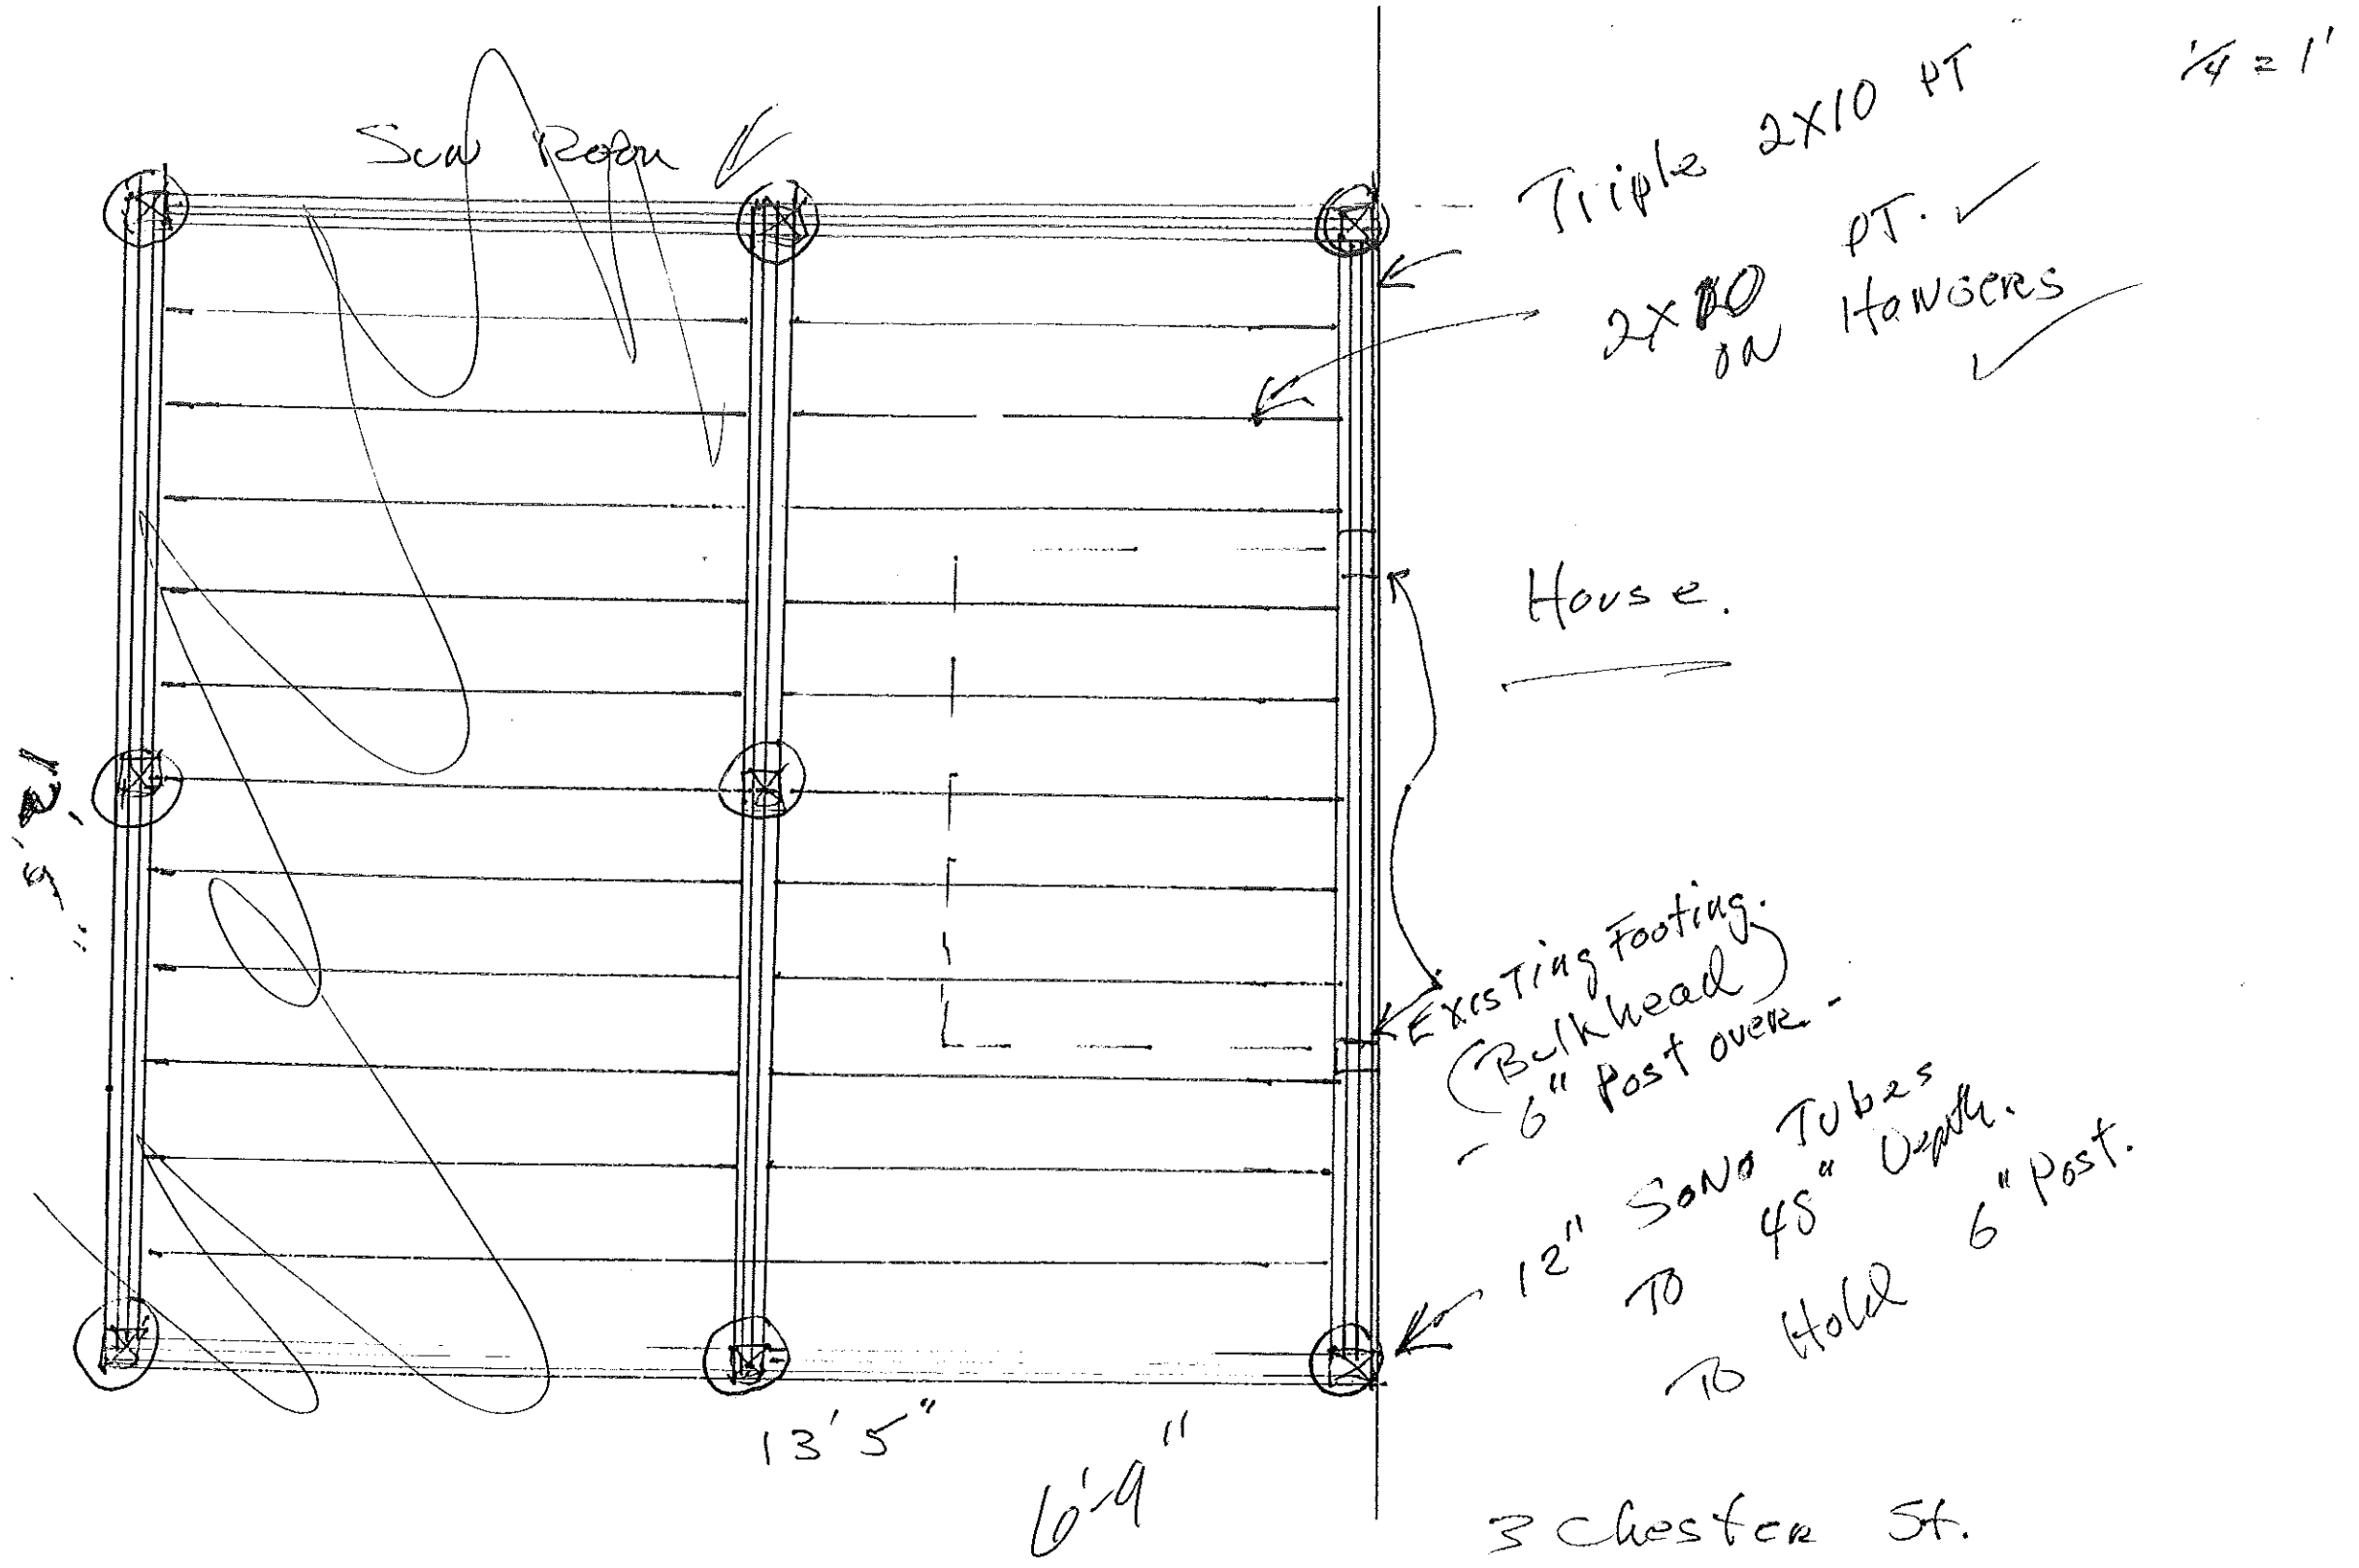 1/4 = 1'
Sun Room
Triple 2x10 PT
2x10 PT.
ON HANGERS
House.
Existing Footing.
(Bulkhead)
- 6" Post over. -
12" SONO TUBES
TO 48" Depth.
TO Hold 6" Post.
13' 5"
6'-9"
3 Chester St.